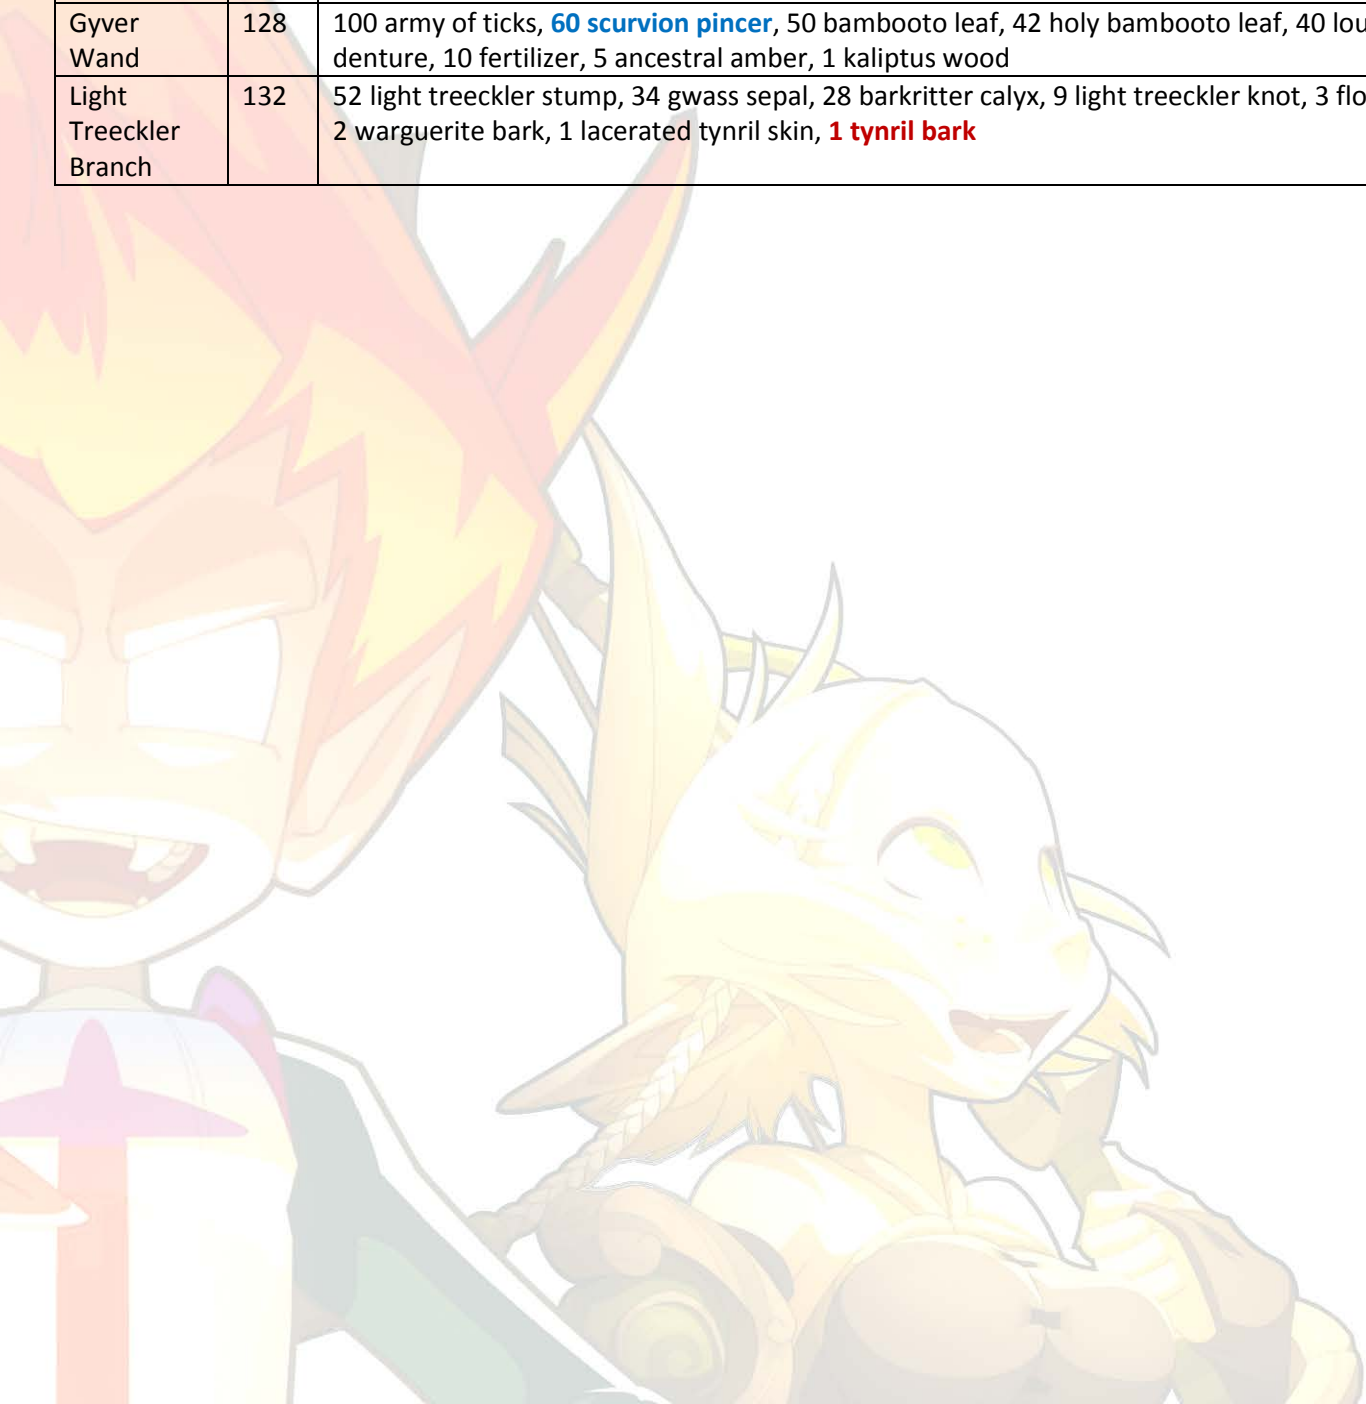 Gyver 128 100 army of ticks, 60 scurvion pincer, 50 bambooto leaf, 42 holy bambooto leaf, 40
Wand denture, 10 fertilizer, 5 ancestral amber, 1 kaliptus wood
Light 132 52 light treeckler stump, 34 gwass sepal, 28 barkritter calyx, 9 light treeckler knot, 3
Treeckler 2 warguerite bark, 1 lacerated tynril skin, 1 tynril bark
Branch